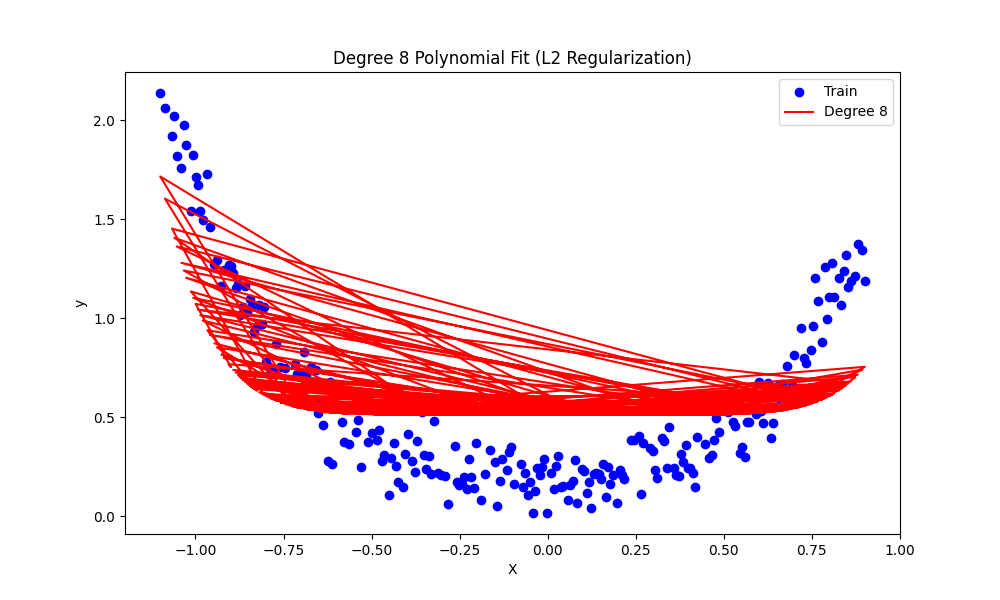 Degree 8 Polynomial Fit (L2 Regularization)
Train
Degree 8
2.0
1.5
1.0
0.5
0.0
y
−1.00 −0.75 −0.50 −0.25 0.00 0.25 0.50 0.75 1.00
X